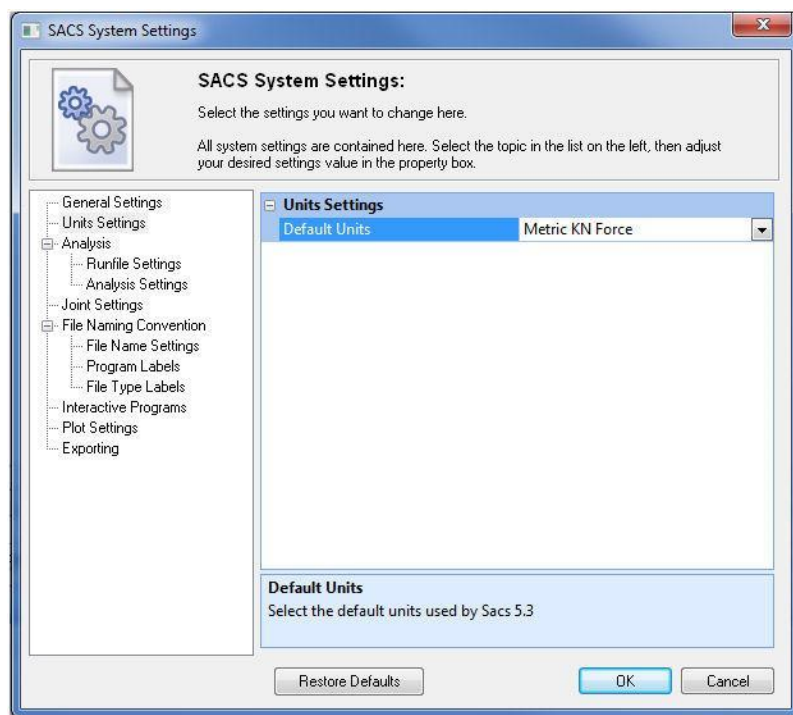 SACS System Settings
SACS System Settings:
Select the settings you want to change here.
All system settings are contained here. Select the topic in the list on the left, then adjust
your desired settings value in the property box.
General Settings
Units Settings
Analysis
Runfile Settings
Analysis Settings
Joint Settings
File Naming Convention
File Name Settings
Program Labels
File Type Labels
Interactive Programs
Plot Settings
Exporting
Units Settings
Default Units Metric KN Force
Default Units
Select the default units used by Sacs 5.3
Restore Defaults OK Cancel